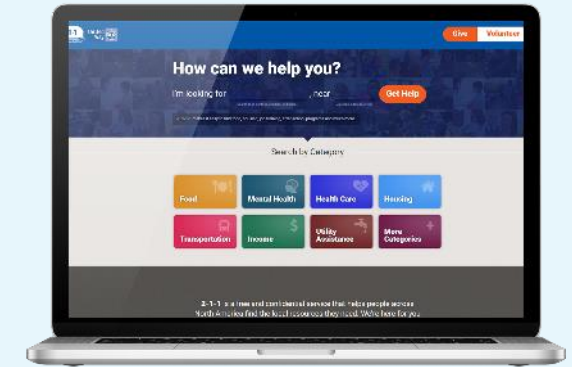 Give Volunteer
How can we help you?
I'm looking for , near Get Help
Search by Category
Food
Mental Health
Health Care
Housing
Transportation
Income
Utility
Assistance
More
Categories
2-1-1 is a free and confidential service that helps people across
North America find the local resources they need. We're here for you